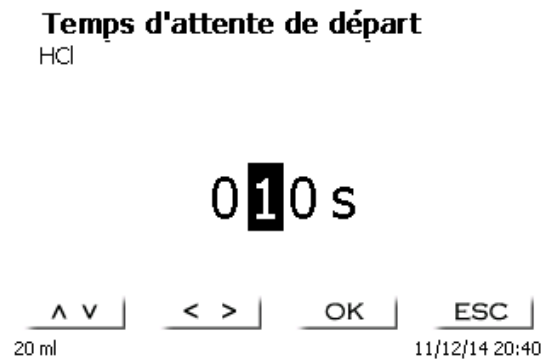 Temps d'attente de départ
HCl
010 s
∧ ∨ < > OK ESC
20 ml 11/12/14 20:40